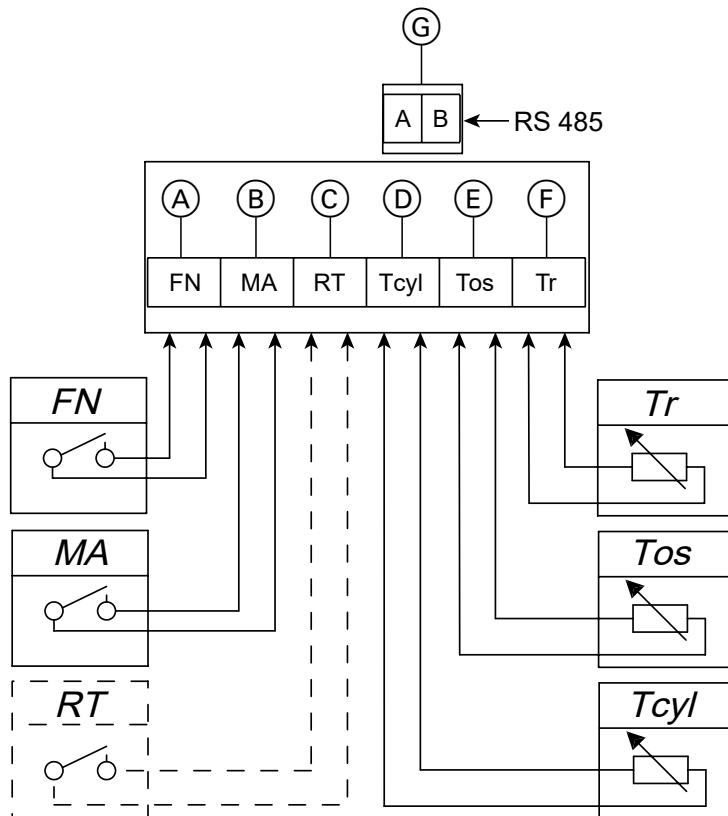 G
A B
RS 485
A B C D E F
FN MA RT Tcyl Tos Tr
FN
Tr
MA
Tos
RT
Tcyl